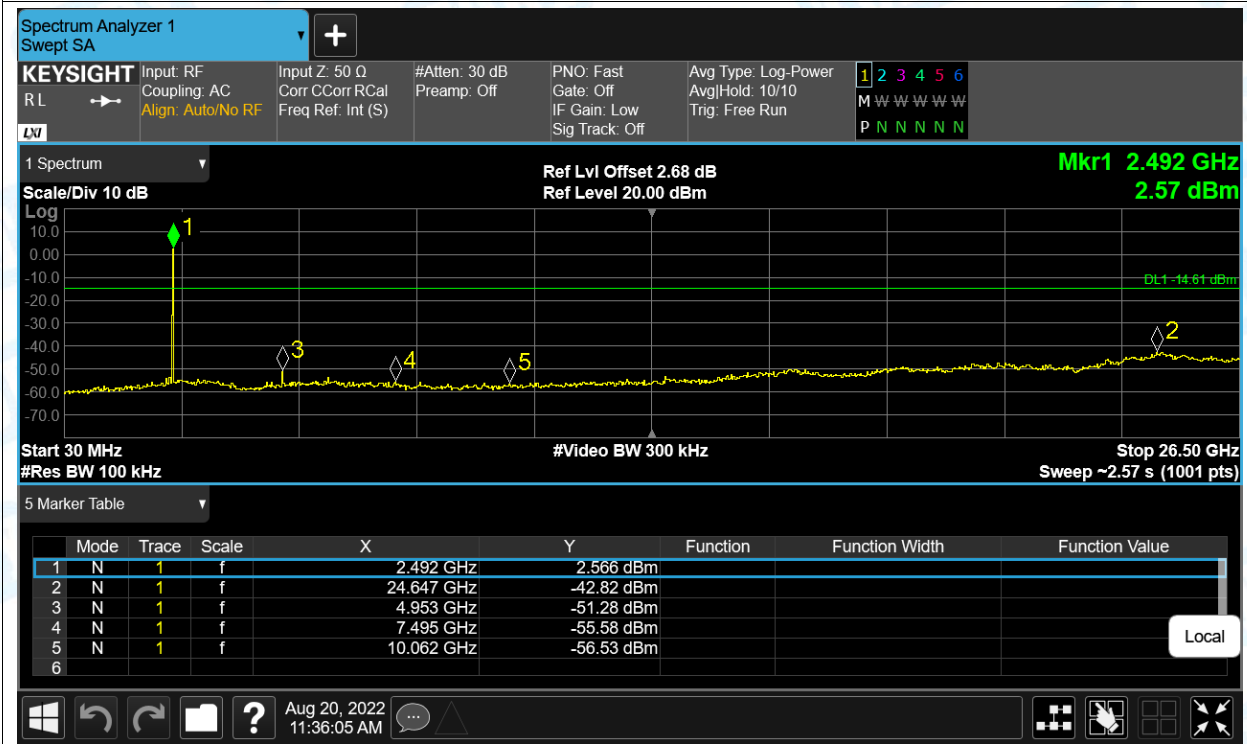 Spectrum Analyzer 1
Swept SA
+
KEYSIGHT
R L
LXI
Input: RF
Coupling: AC
Align: Auto/No RF
Input Z: 50 Ω
Corr CCorr RCal
Freq Ref: Int (S)
#Atten: 30 dB
Preamp: Off
PNO: Fast
Gate: Off
IF Gain: Low
Sig Track: Off
Avg Type: Log-Power
Avg|Hold: 10/10
Trig: Free Run
1 2 3 4 5 6
M W W W W W
P N N N N N
1 Spectrum
Scale/Div 10 dB
Ref Lvl Offset 2.68 dB
Ref Level 20.00 dBm
Mkr1 2.492 GHz
2.57 dBm
Log
10.0
0.00
-10.0
-20.0
-30.0
-40.0
-50.0
-60.0
-70.0
1
DL1 -14.61 dBm
2
3
4
5
Start 30 MHz
#Video BW 300 kHz
Stop 26.50 GHz
#Res BW 100 kHz
Sweep ~2.57 s (1001 pts)
5 Marker Table
Mode Trace Scale X Y Function Function Width Function Value
1 N 1 f 2.492 GHz 2.566 dBm
2 N 1 f 24.647 GHz -42.82 dBm
3 N 1 f 4.953 GHz -51.28 dBm
4 N 1 f 7.495 GHz -55.58 dBm
5 N 1 f 10.062 GHz -56.53 dBm
6
Local
?
Aug 20, 2022
11:36:05 AM